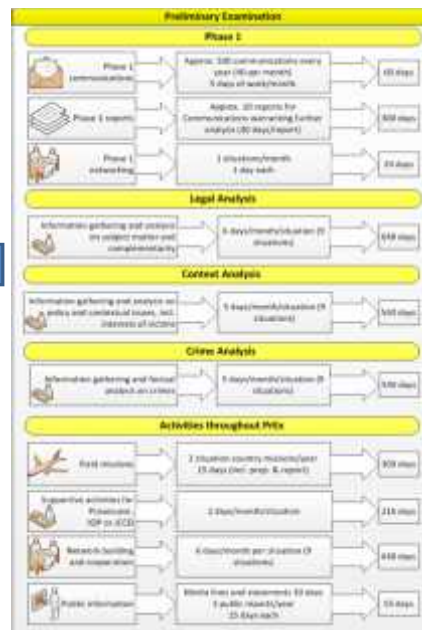 Preliminary Examination
Phase 1
Phase 1
communications
Approx. 500 communications every
year (40 per month)
5 days of work/month
60 days
Phase 1 reports
Approx. 10 reports for
Communications warranting further
analysis (30 days/report)
300 days
Phase 1
networking
1 situations/month
1 day each
Legal Analysis
Information gathering and analysis
on subject matter and
complementarity
6 days/month/situation (9
situations)
648 days
Context Analysis
Information gathering and analysis on
policy and contextual issues, incl.
interests of victims
5 days/month/situation (9
situations)
540 days
Crime Analysis
Information gathering and factual
analysis on crimes
5 days/month/situation (9
situations)
540 days
Activities throughout PrEx
Field missions
2 situation country missions/year
15 days (incl. prep. & report)
Supportive activities for
Prosecutor,
IOP or JCCD
2 days/month/situation
216 days
Network building
and cooperation
6 days/month per situation (9
situations)
648 days
Public information
Media lines and statements 10 days
3 public reports/year
15 days each
55 days